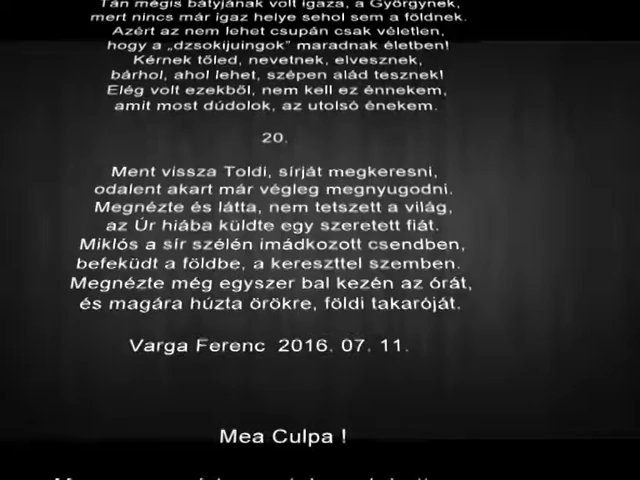 Tán mégis bátyjának volt igaza, a Györgynek,
mert nincs már igaz helye sehol sem a földnek.
Azért az nem lehet csupán csak véletlen,
hogy a „dzsokijuingok” maradnak életben!
Kérnek tőled, nevetnek, elvesznek,
bárhol, ahol lehet, szépen alád tesznek!
Elég volt ezekből, nem kell ez énnekem,
amit most dúdolok, az utolsó énekem.
20.
Ment vissza Toldi, sírját megkeresni,
odalent akart már végleg megnyugodni.
Megnézte és látta, nem tetszett a világ,
az Úr hiába küldte egy szeretett fiát.
Miklós a sír szélén imádkozott csendben,
befeküdt a földbe, a kereszttel szemben.
Megnézte még egyszer bal kezén az órát,
és magára húzta örökre, földi takaróját.
Varga Ferenc 2016. 07. 11.
Mea Culpa !